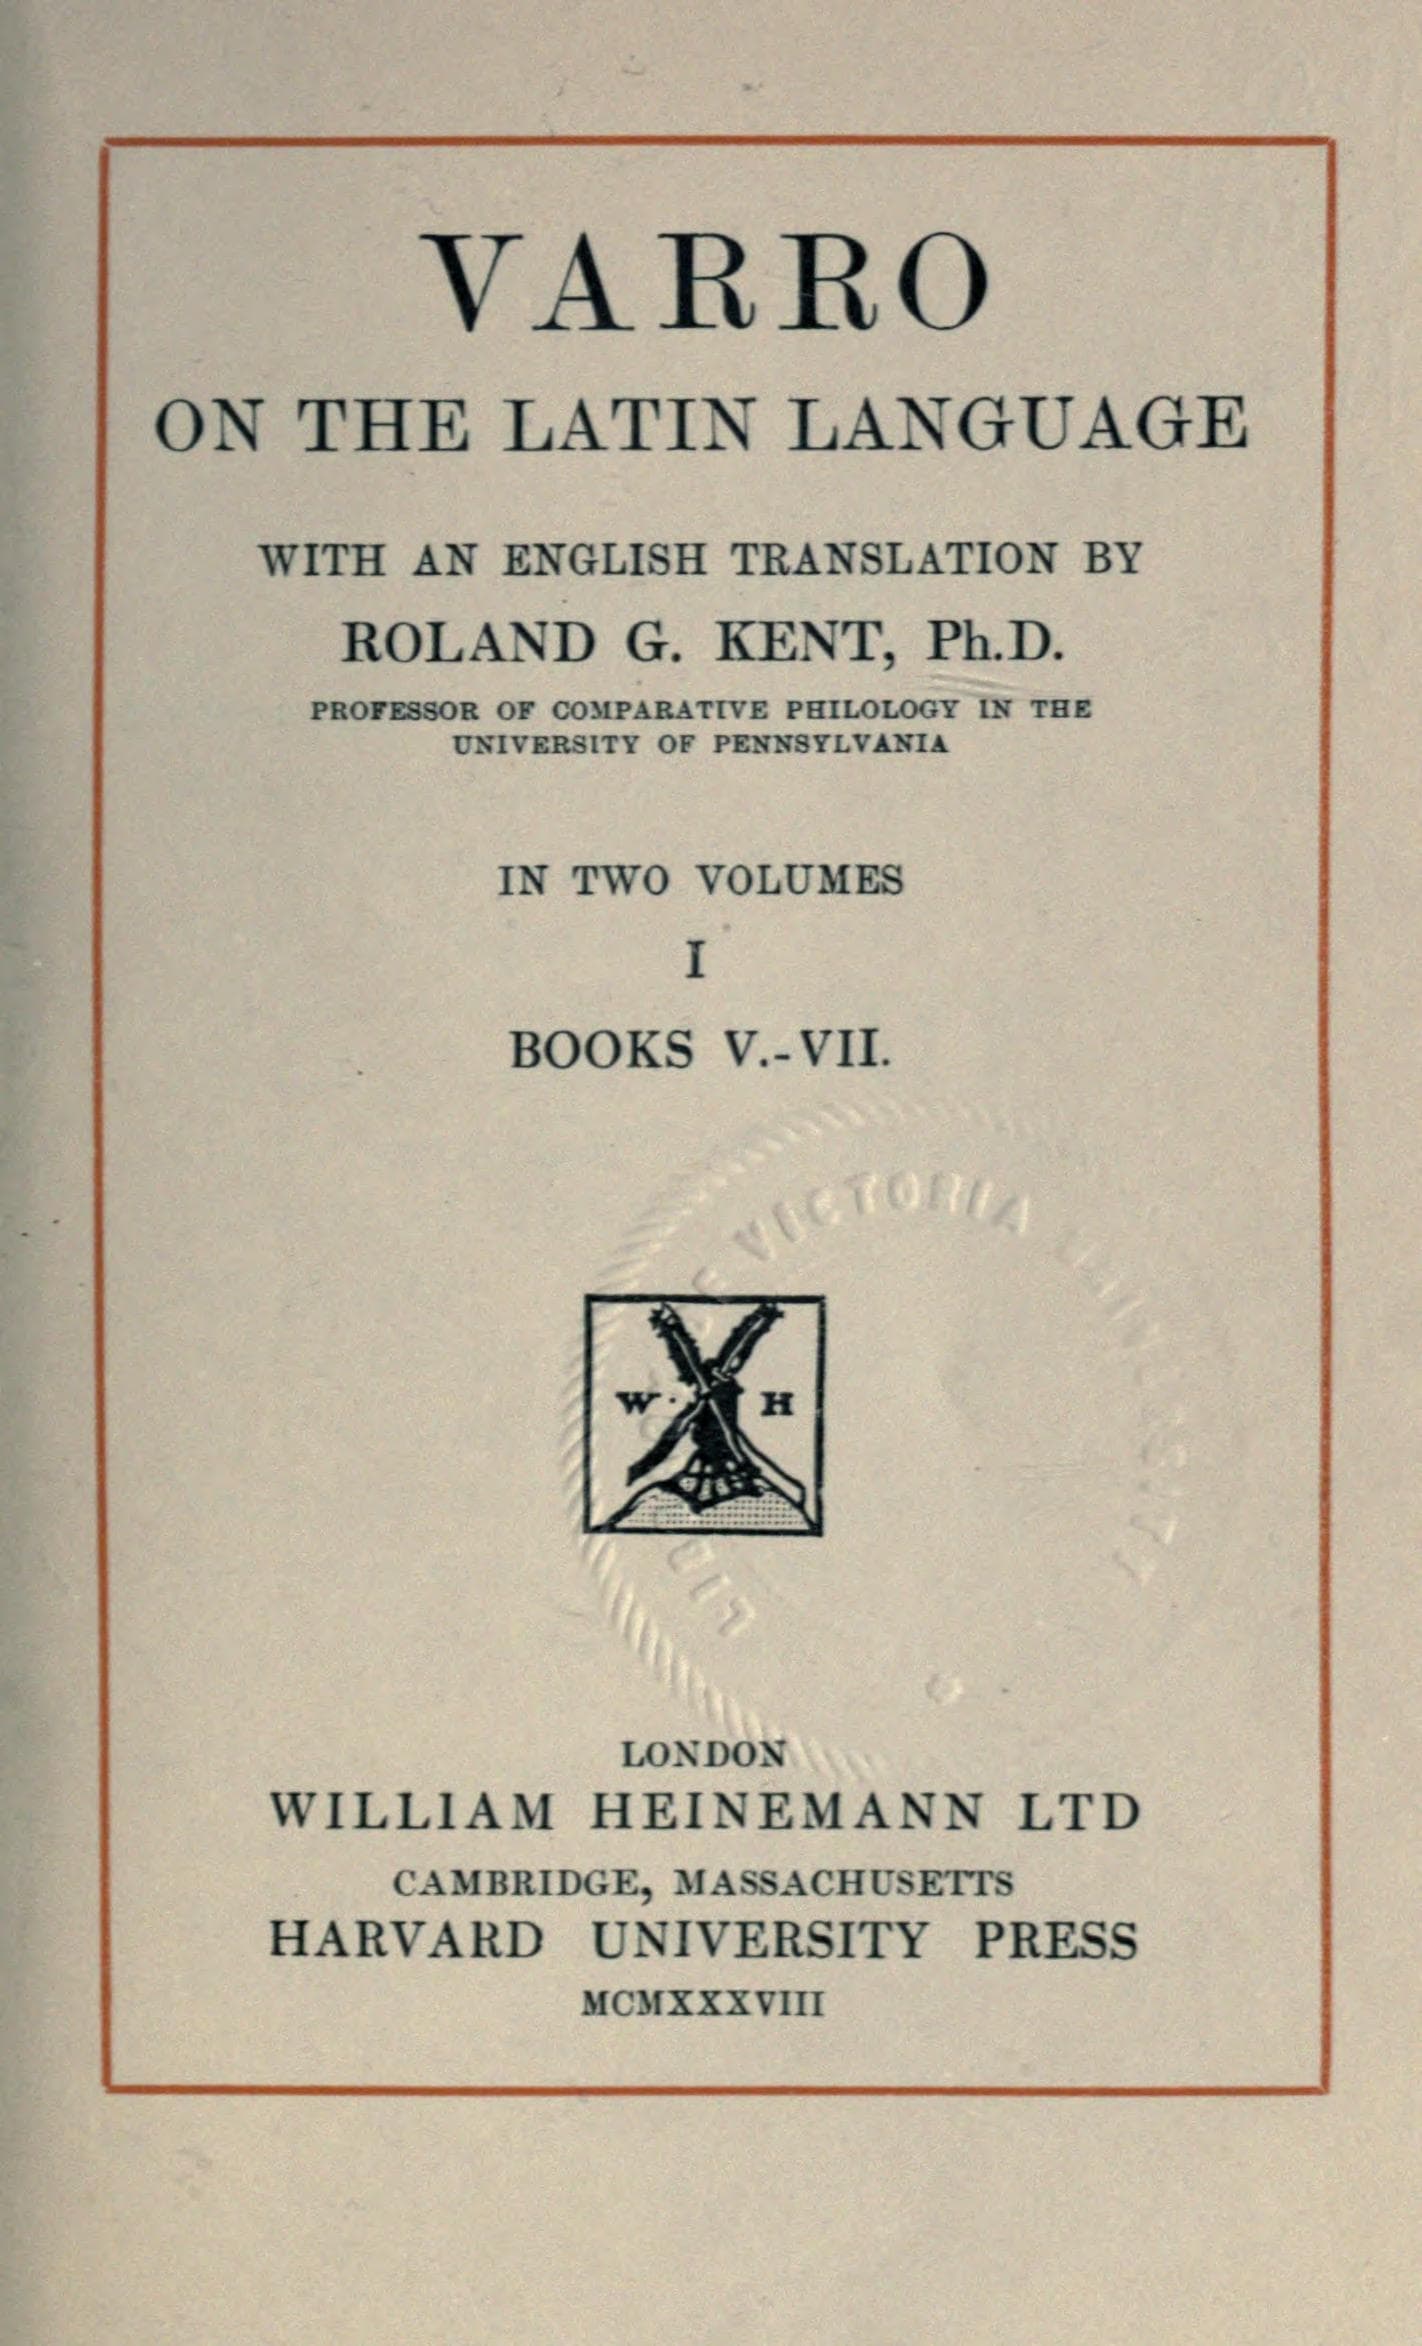 VARRO
ON THE LATIN LANGUAGE
WITH AN ENGLISH TRANSLATION BY
ROLAND G. KENT, Ph.D.
PROFESSOR OF COMPARATIVE PHILOLOGY IN THE
UNIVERSITY OF PENNSYLVANIA
IN TWO VOLUMES
I
BOOKS V.-VII.
VICTORIA
W. H
LONDON
WILLIAM HEINEMANN LTD
CAMBRIDGE, MASSACHUSETTS
HARVARD UNIVERSITY PRESS
MCMXXXVIII